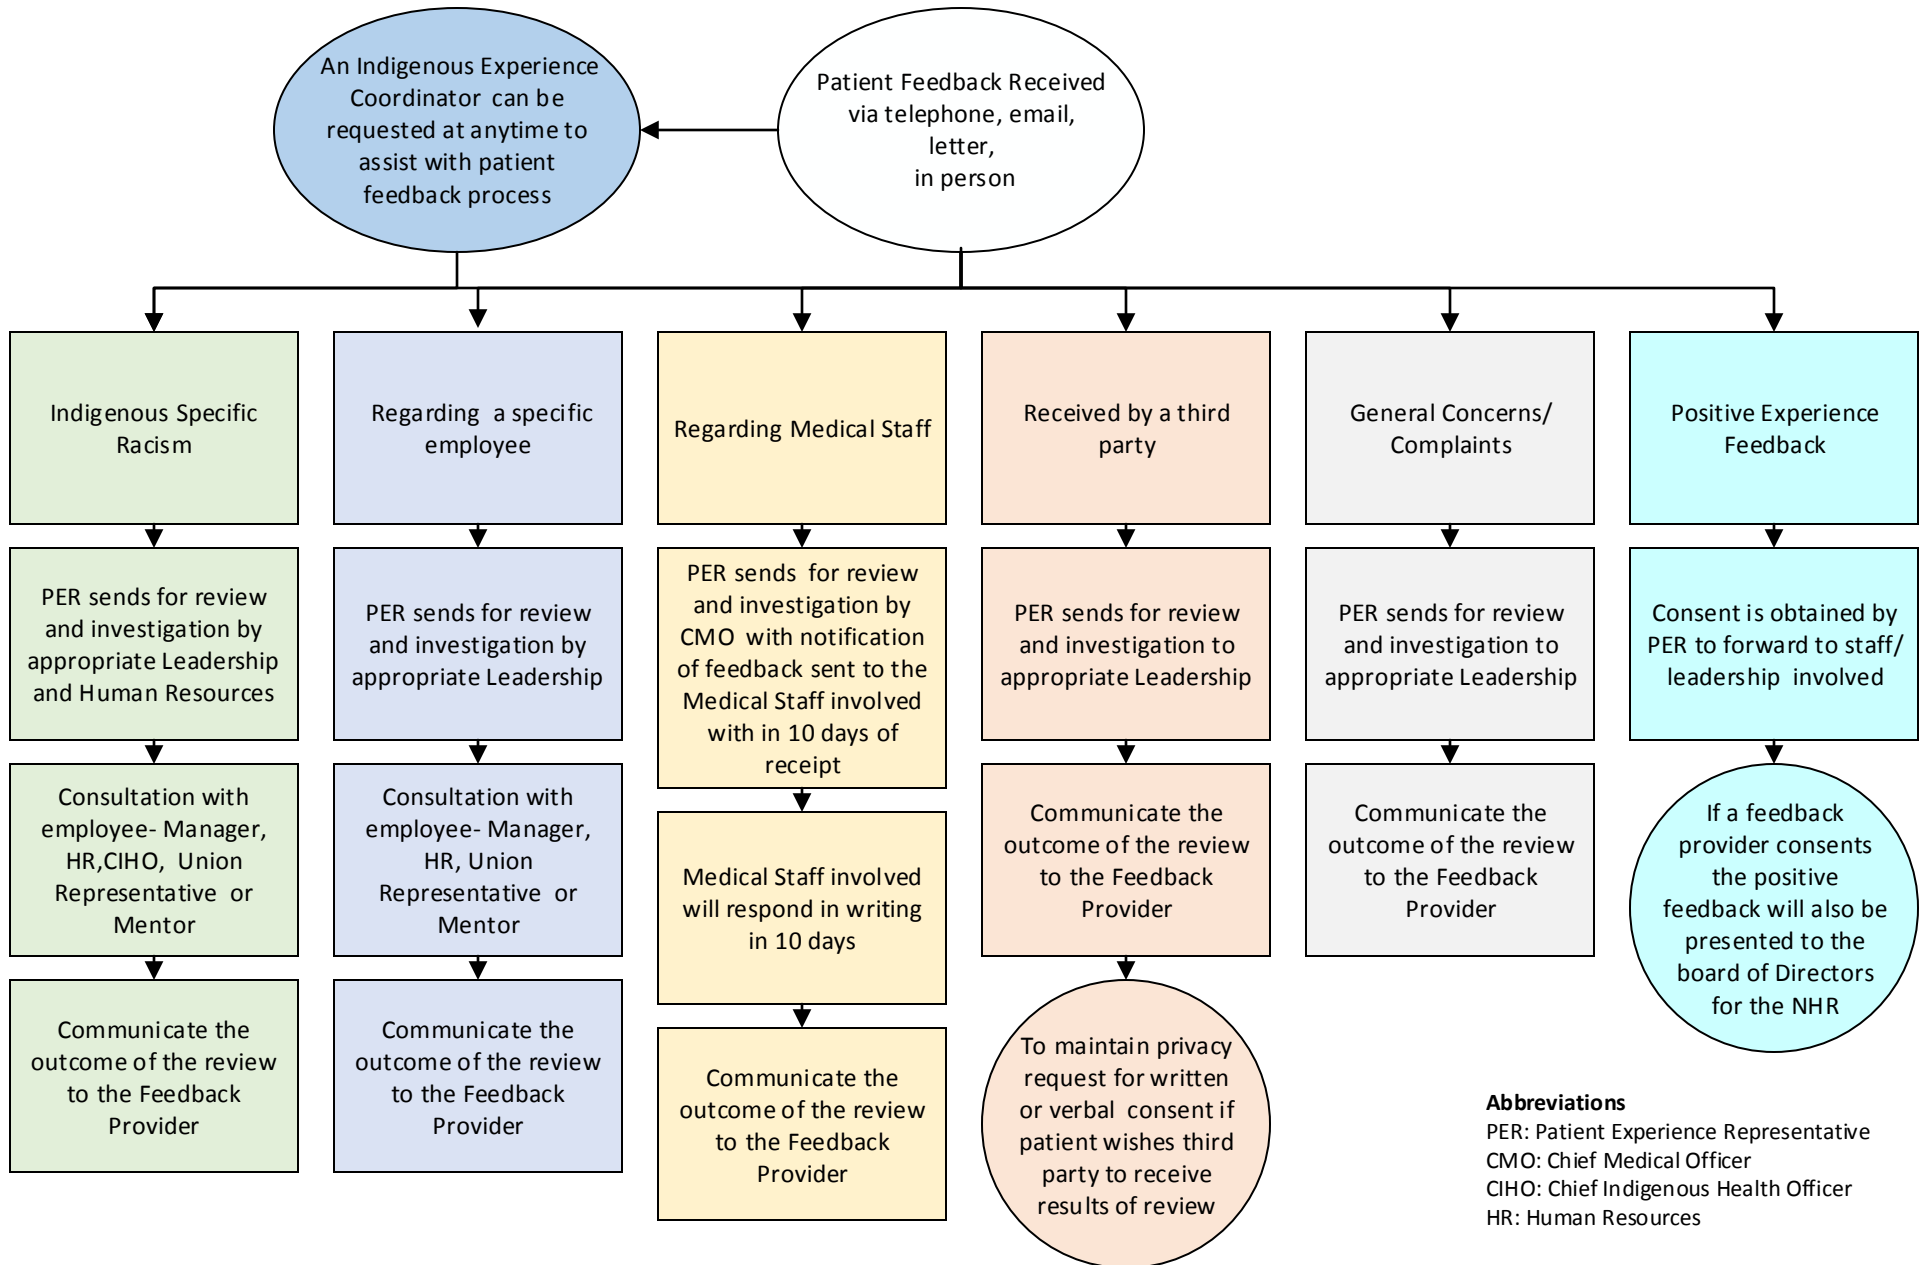 An Indigenous Experience
Coordinator can be
requested at anytime to
assist with patient
feedback process
Patient Feedback Received
via telephone, email,
letter,
in person
Indigenous Specific
Racism
PER sends for review
and investigation by
appropriate Leadership
and Human Resources
Consultation with
employee- Manager,
HR,CIHO, Union
Representative or
Mentor
Communicate the
outcome of the review
to the Feedback
Provider
Regarding a specific
employee
PER sends for review
and investigation by
appropriate Leadership
Consultation with
employee- Manager,
HR, Union
Representative or
Mentor
Communicate the
outcome of the review
to the Feedback
Provider
Regarding Medical Staff
PER sends for review
and investigation by
CMO with notification
of feedback sent to the
Medical Staff involved
with in 10 days of
receipt
Medical Staff involved
will respond in writing
in 10 days
Communicate the
outcome of the review
to the Feedback
Provider
Received by a third
party
PER sends for review
and investigation to
appropriate Leadership
Communicate the
outcome of the review
to the Feedback
Provider
To maintain privacy
request for written
or verbal consent if
patient wishes third
party to receive
results of review
General Concerns/
Complaints
PER sends for review
and investigation to
appropriate Leadership
Communicate the
outcome of the review
to the Feedback
Provider
Positive Experience
Feedback
Consent is obtained by
PER to forward to staff/
leadership involved
If a feedback
provider consents
the positive
feedback will also be
presented to the
board of Directors
for the NHR
Abbreviations
PER: Patient Experience Representative
CMO: Chief Medical Officer
CIHO: Chief Indigenous Health Officer
HR: Human Resources